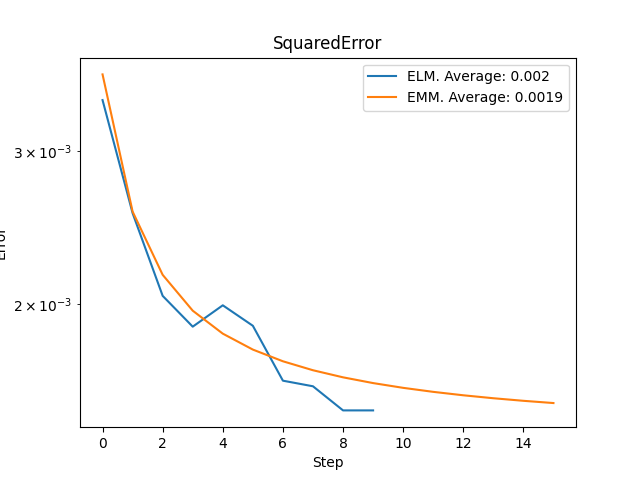 SquaredError
ELM. Average: 0.002
EMM. Average: 0.0019
3 × 10⁻³
2 × 10⁻³
Error
0 2 4 6 8 10 12 14
Step